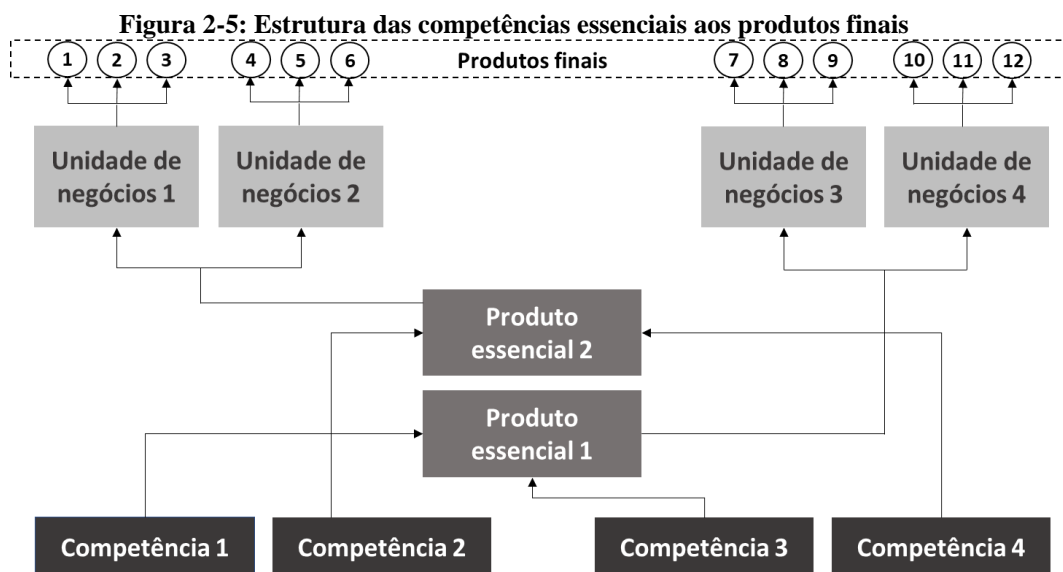 Figura 2-5: Estrutura das competências essenciais aos produtos finais
1 2 3 4 5 6 Produtos finais 7 8 9 10 11 12
Unidade de
negócios 1
Unidade de
negócios 2
Unidade de
negócios 3
Unidade de
negócios 4
Produto
essencial 2
Produto
essencial 1
Competência 1
Competência 2
Competência 3
Competência 4